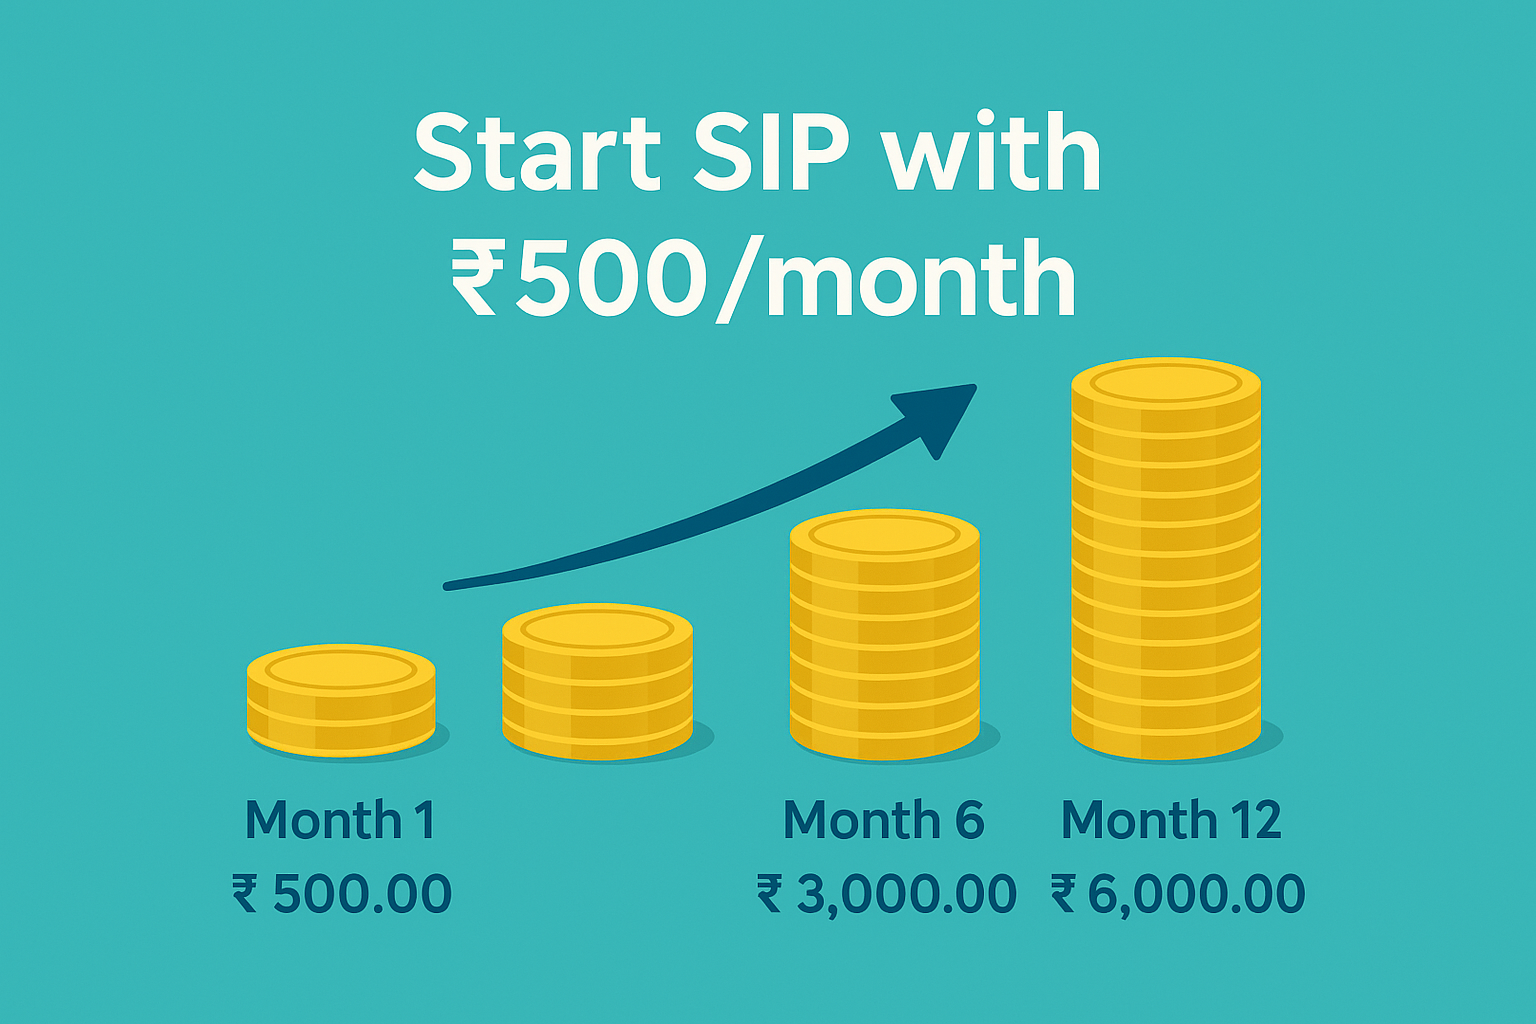 Start SIP with
₹500/month
Month 1
₹ 500.00
Month 6
₹ 3,000.00
Month 12
₹ 6,000.00